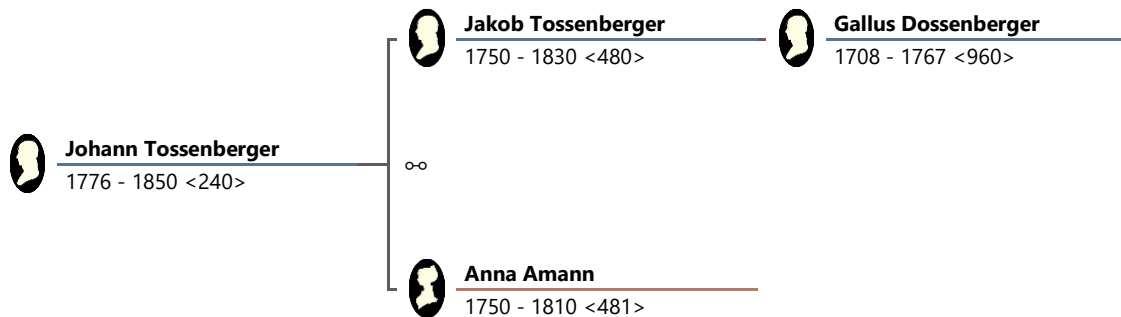 Jakob Tossenberger
1750 - 1830 <480>
Gallus Dossenberger
1708 - 1767 <960>
Johann Tossenberger
1776 - 1850 <240>
Anna Amann
1750 - 1810 <481>